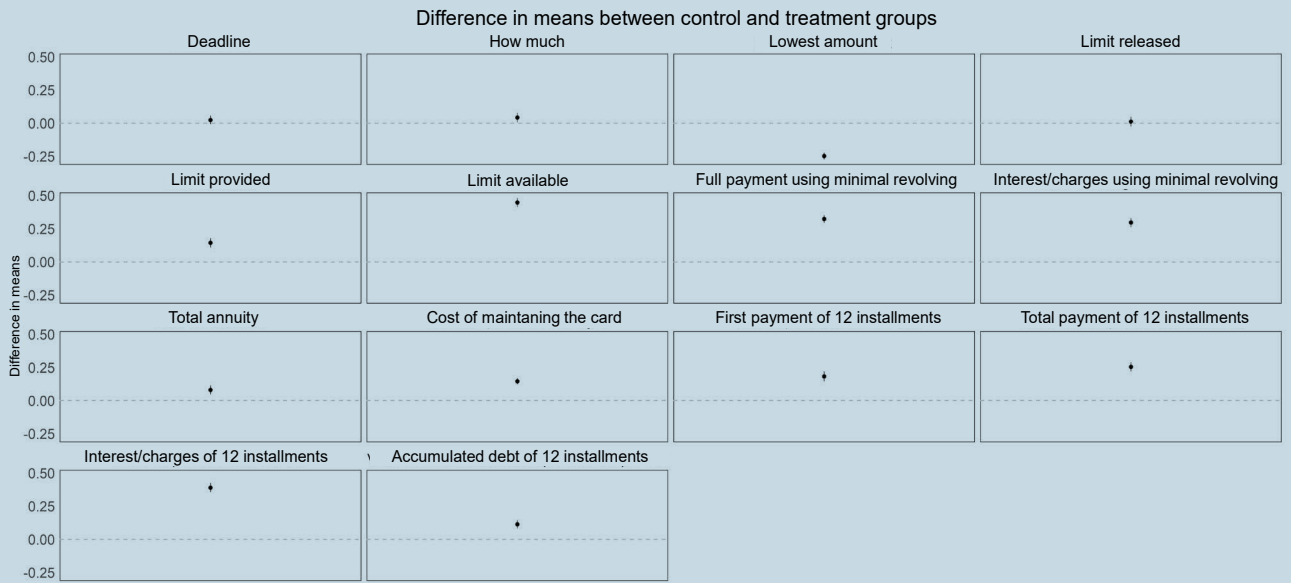 Difference in means between control and treatment groups
Deadline
How much
Lowest amount
Limit released
0.50
0.25
0.00
-0.25
Limit provided
Limit available
Full payment using minimal revolving
Interest/charges using minimal revolving
0.50
0.25
0.00
-0.25
Difference in means
Total annuity
Cost of maintaning the card
First payment of 12 installments
Total payment of 12 installments
0.50
0.25
0.00
-0.25
Interest/charges of 12 installments
Accumulated debt of 12 installments
0.50
0.25
0.00
-0.25